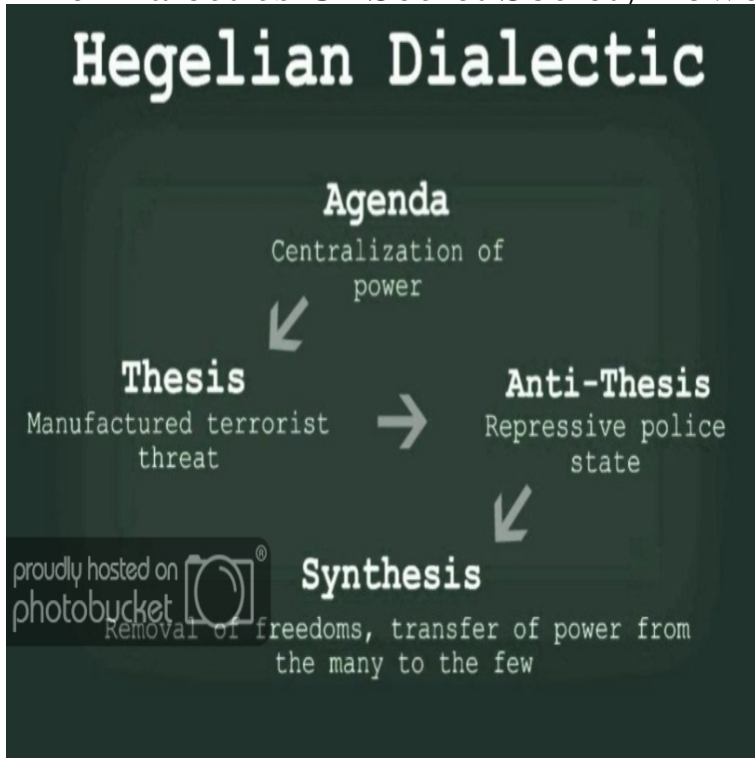 Hegelian Dialectic
Agenda
Centralization of
power
Thesis
Manufactured terrorist
threat
Anti-Thesis
Repressive police
state
Synthesis
Removal of freedoms, transfer of power from
the many to the few
proudly hosted on
photobucket
®